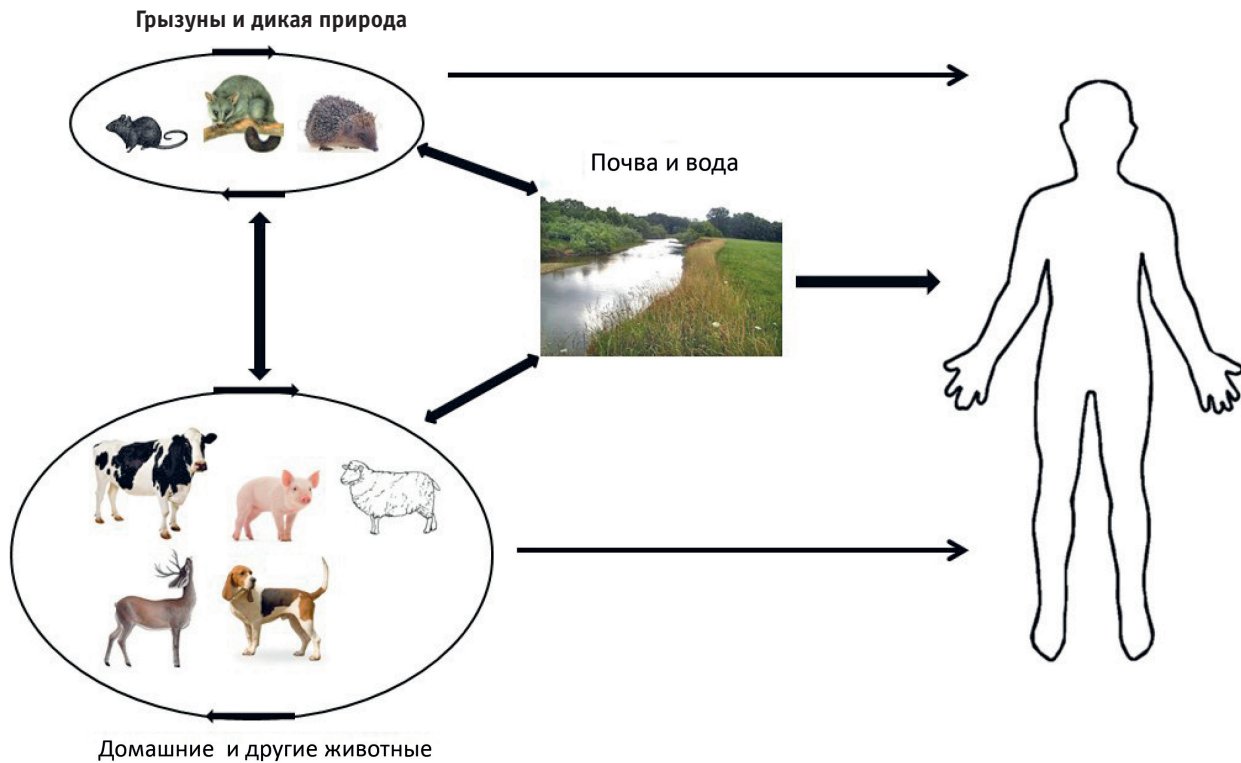 Грызуны и дикая природа
Почва и вода
Домашние и другие животные